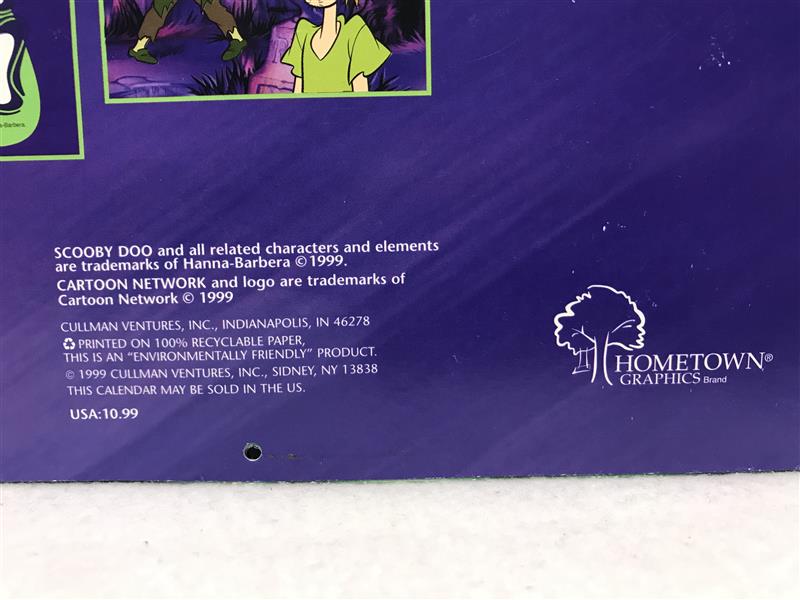 a-Barbera.
SCOOBY DOO and all related characters and elements
are trademarks of Hanna-Barbera © 1999.
CARTOON NETWORK and logo are trademarks of
Cartoon Network © 1999
CULLMAN VENTURES, INC., INDIANAPOLIS, IN 46278
PRINTED ON 100% RECYCLABLE PAPER,
THIS IS AN “ENVIRONMENTALLY FRIENDLY” PRODUCT.
© 1999 CULLMAN VENTURES, INC., SIDNEY, NY 13838
THIS CALENDAR MAY BE SOLD IN THE US.
USA:10.99
HOMETOWN®
GRAPHICS Brand